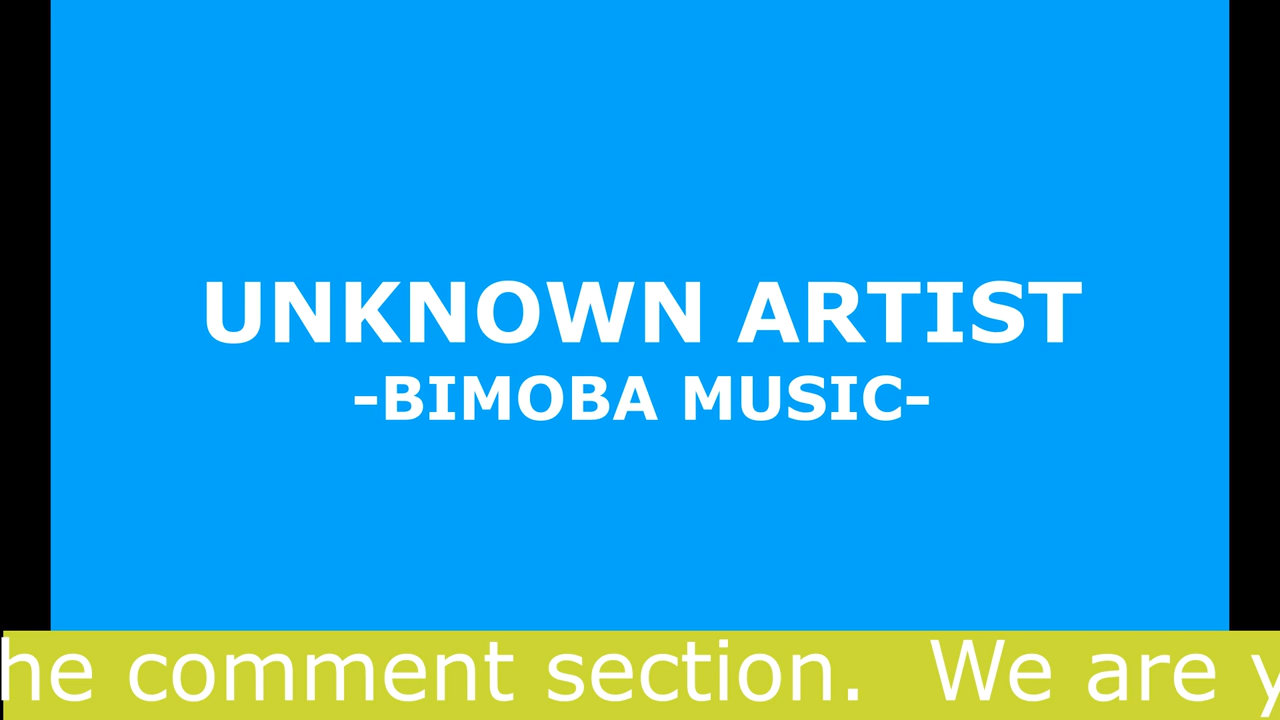 UNKNOWN ARTIST
-BIMOBA MUSIC-
he comment section. We are y